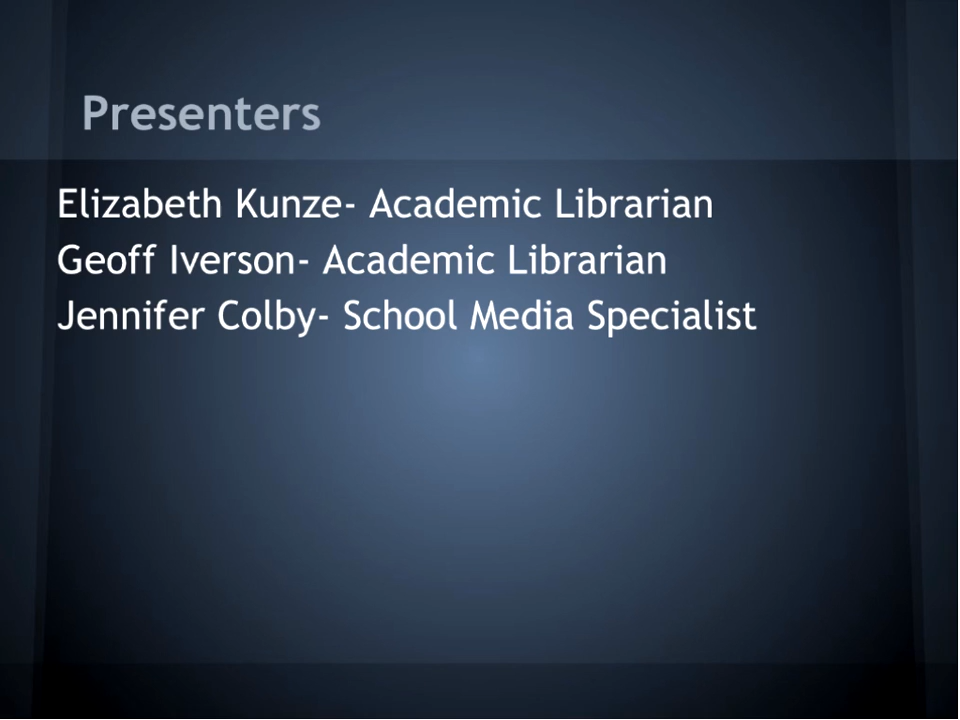 Presenters
Elizabeth Kunze- Academic Librarian
Geoff Iverson- Academic Librarian
Jennifer Colby- School Media Specialist